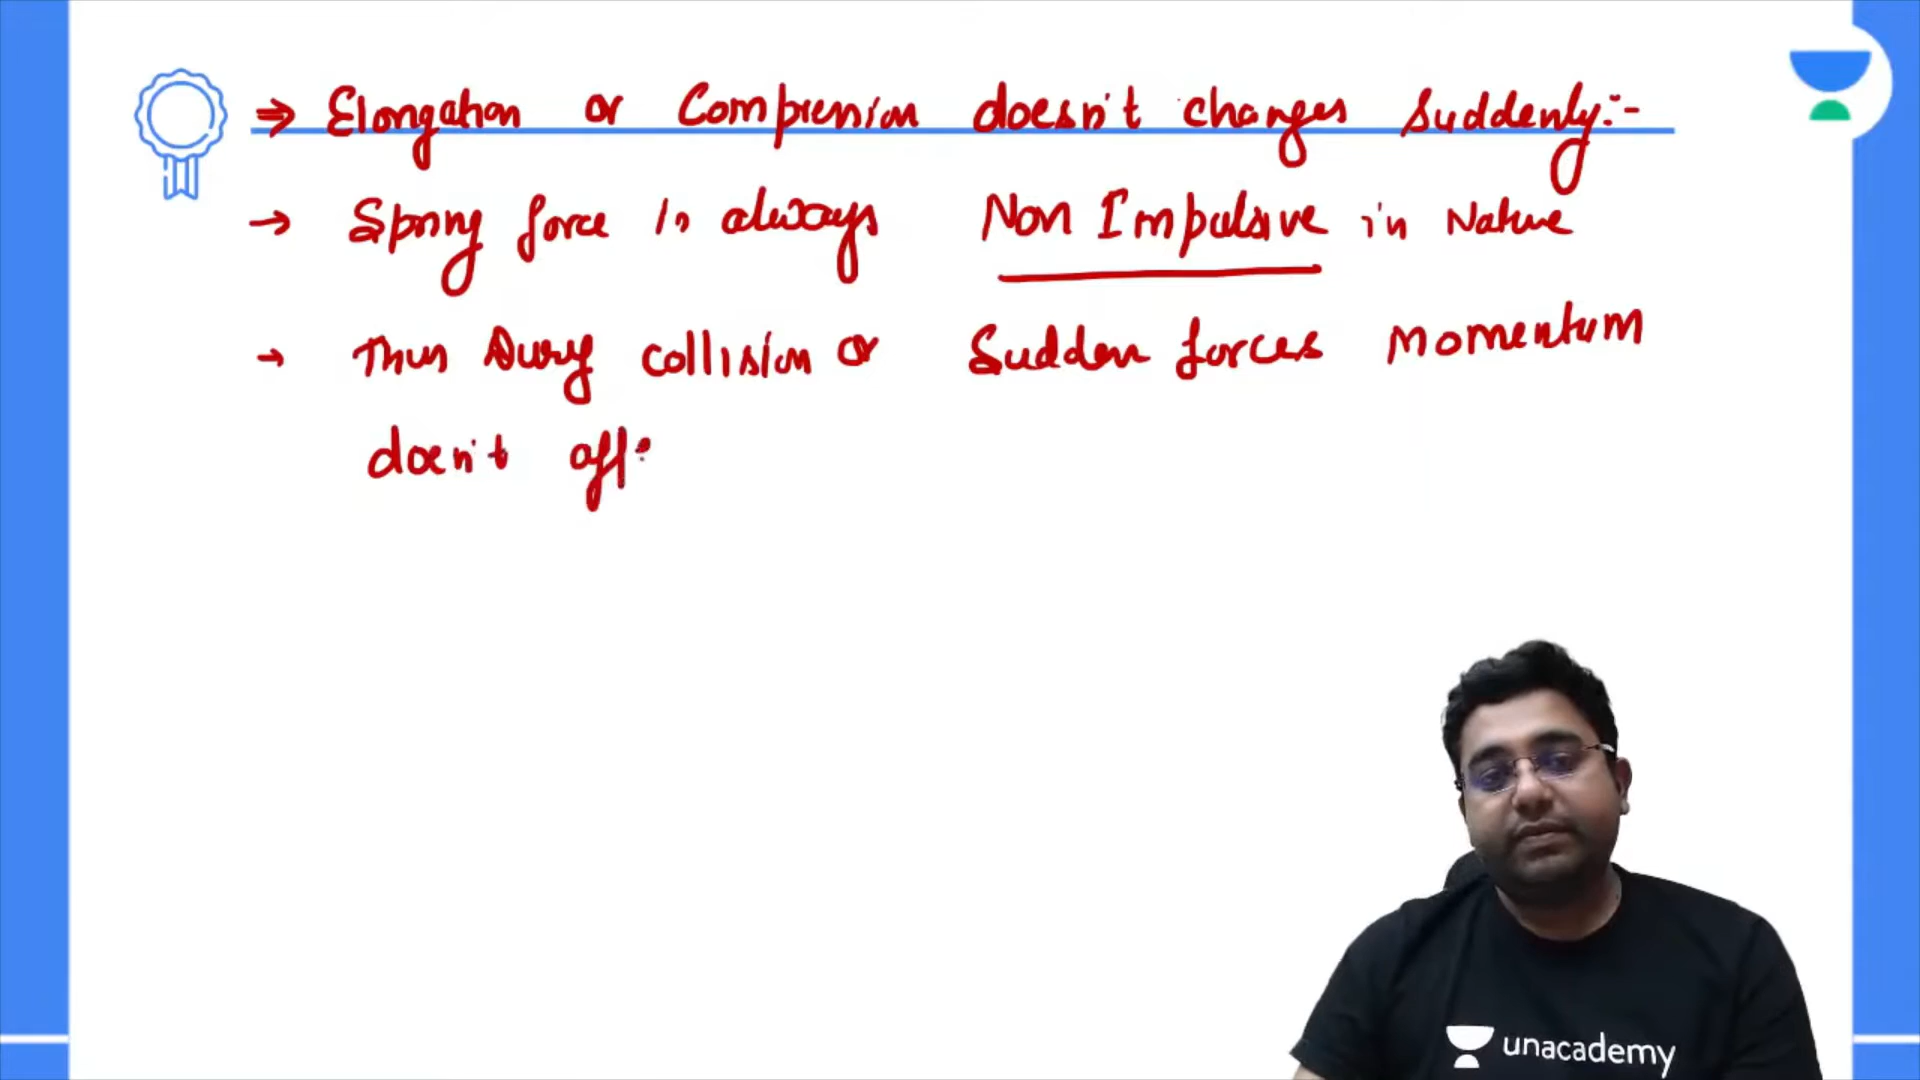 ⇒ Elongation or Compression doesn't changes Suddenly:-
→ Spring force is always Non Impulsive in Nature
→ Thus During collision or Sudden forces Momentum
doesn't aff
unacademy